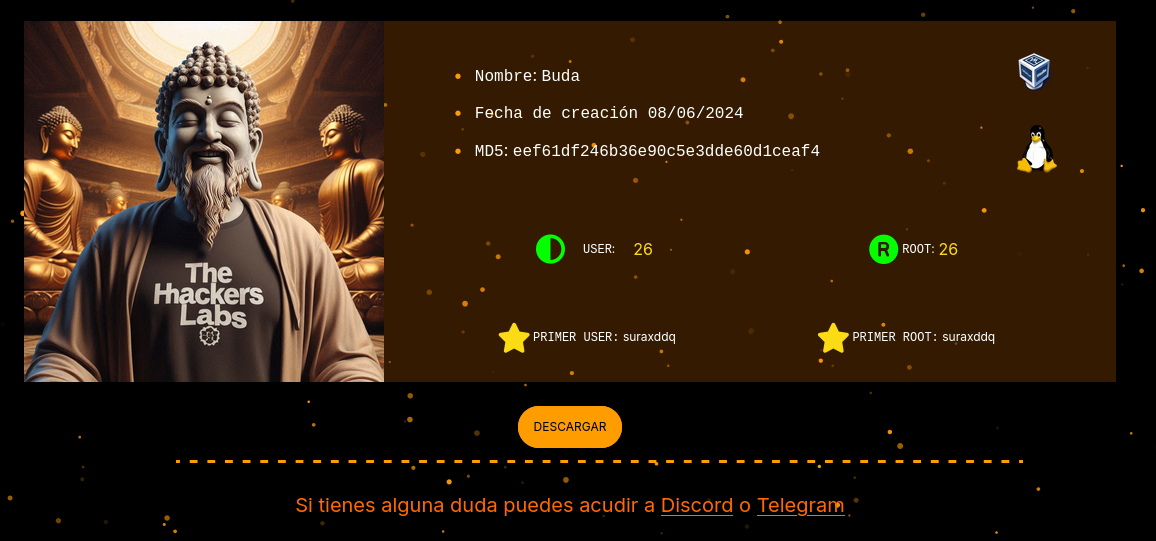 Nombre: Buda
Fecha de creación 08/06/2024
MD5: eef61df246b36e90c5e3dde60d1ceaf4
The
Hhackers
Labs
USER: 26
R ROOT: 26
PRIMER USER: suraxddq
PRIMER ROOT: suraxddq
DESCARGAR
Si tienes alguna duda puedes acudir a Discord o Telegram